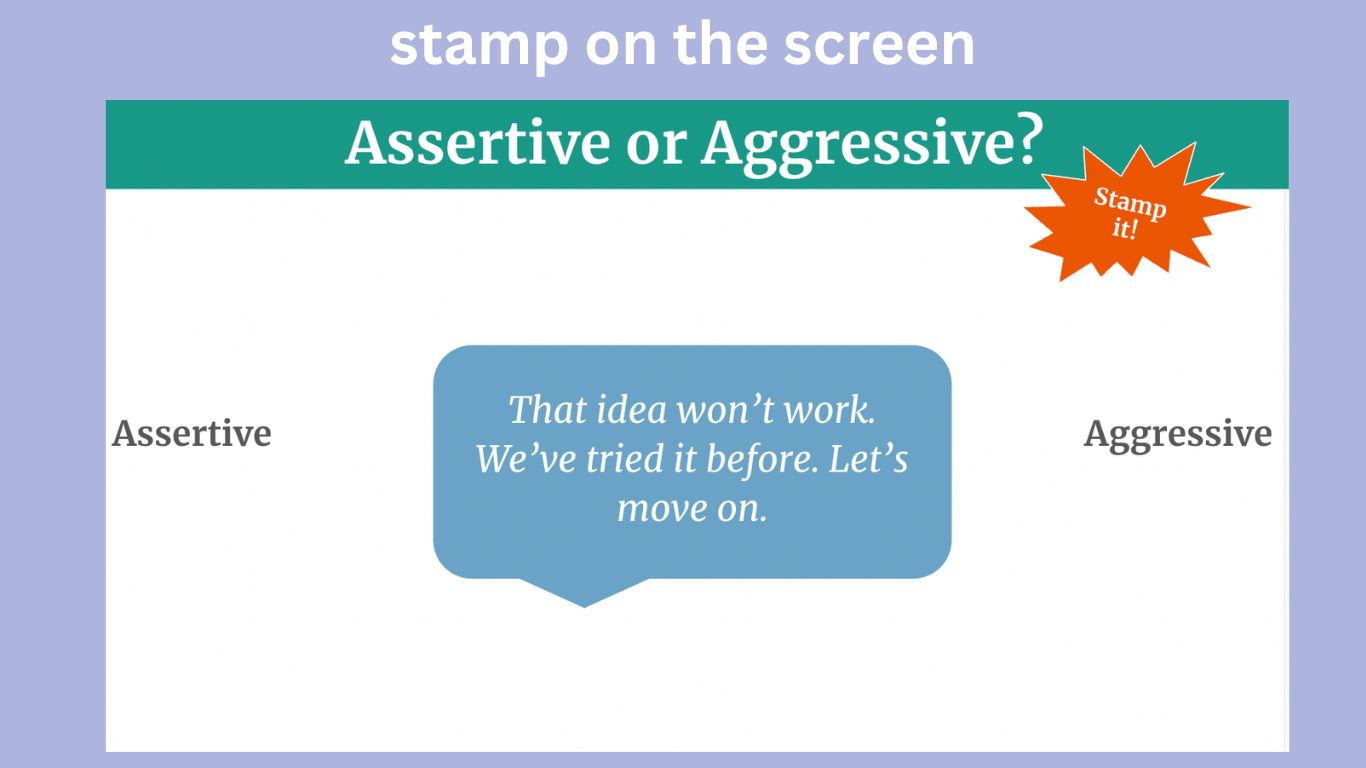 stamp on the screen
Assertive or Aggressive?
Stamp
it!
That idea won’t work.
We’ve tried it before. Let’s
move on.
Assertive
Aggressive